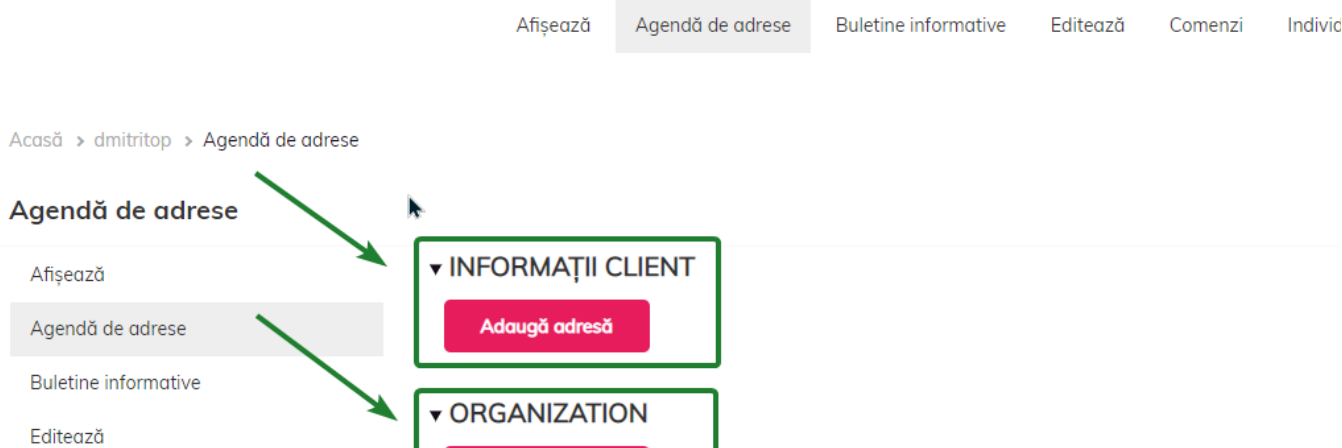 Afișează Agendă de adrese Buletine informative Editează Comenzi
Acasă > dmitritop > Agendă de adrese
Agendă de adrese
Afișează
Agendă de adrese
Buletine informative
Editează
INFORMAȚII CLIENT
Adaugă adresă
ORGANIZATION